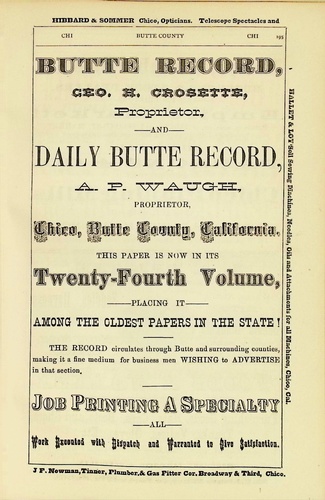 HIBBARD & SOMMER Chico, Opticians. Telescope Spectacles and
CHI BUTTE COUNTY CHI 193
BUTTE RECORD,
GEO. H. CROSETTE,
Proprietor,
—AND—
DAILY BUTTE RECORD,
A. P. WAUGH,
PROPRIETOR,
Chico, Butte County, California.
THIS PAPER IS NOW IN ITS
Twenty-Fourth Volume,
—PLACING IT—
AMONG THE OLDEST PAPERS IN THE STATE!
THE RECORD circulates through Butte and surrounding counties,
making it a fine medium for business men WISHING to ADVERTISE
in that section,
JOB PRINTING A SPECIALTY
—ALL—
Work Executed with Dispatch and Warranted to Give Satisfaction.
HALLET & LOY Sell Sewing Machines, Needles, Oils and Attachments for all Machines, Chico, Cal.
J F. Newman, Tinner, Plumber, & Gas Fitter Cor. Broadway & Third, Chico.